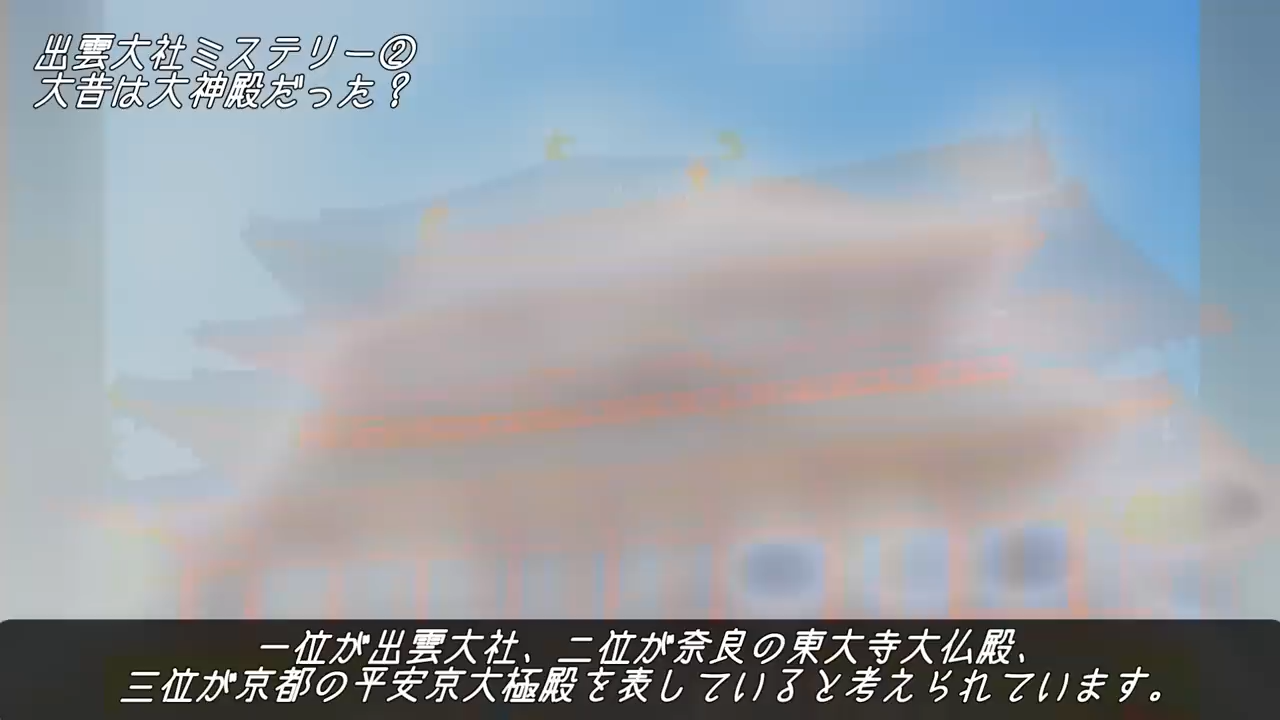 出雲大社ミステリー②
大昔は大神殿だった？
一位が出雲大社、二位が奈良の東大寺大仏殿、
三位が京都の平安京大極殿を表していると考えられています。